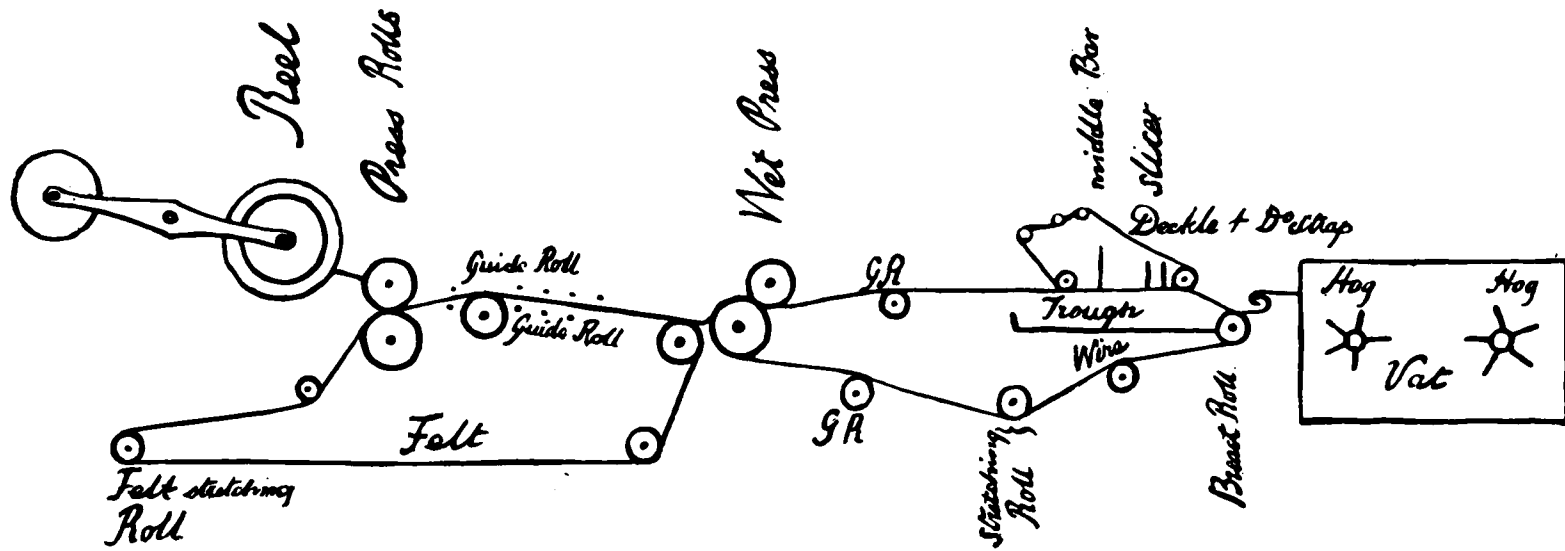 Reel
Press Rolls
Wet Press
middle Bar
slicer
Deckle + Do strap
Guide Roll
Guide Roll
GR
Trough
Wire
Hog
Hog
Vat
Felt
GR
Stretching
Roll
Breast Roll
Felt stretching
Roll